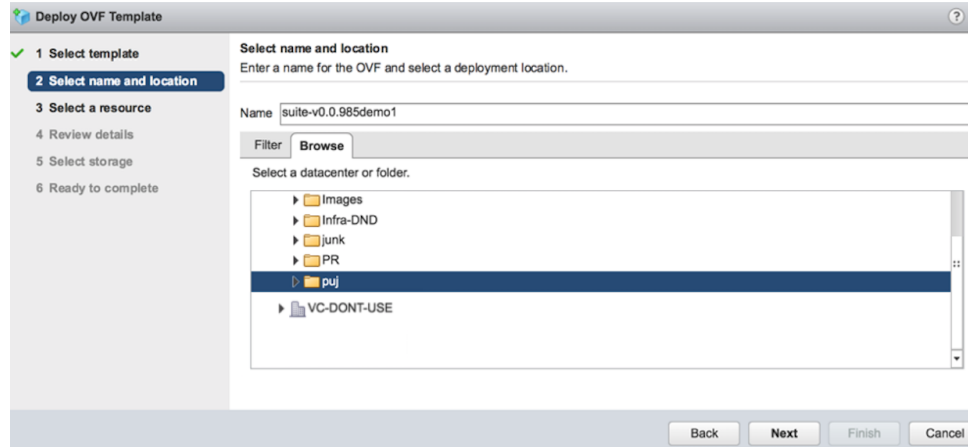 Deploy OVF Template
?
1 Select template
2 Select name and location
3 Select a resource
4 Review details
5 Select storage
6 Ready to complete
Select name and location
Enter a name for the OVF and select a deployment location.
Name suite-v0.0.985demo1
Filter Browse
Select a datacenter or folder.
Images
Infra-DND
junk
PR
puj
VC-DONT-USE
Back Next Finish Cancel